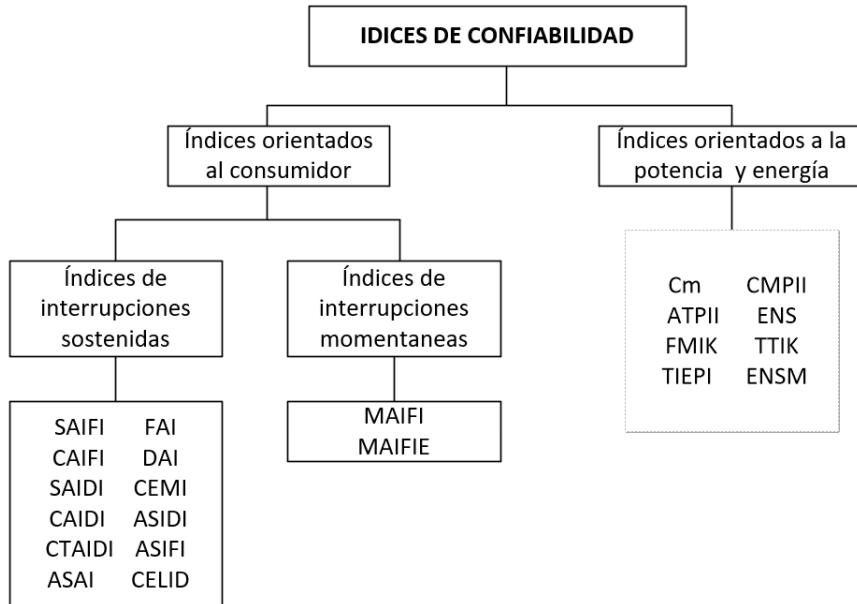 IDICES DE CONFIABILIDAD
Índices orientados
al consumidor
Índices orientados a la
potencia y energía
Índices de
interrupciones
sostenidas
Índices de
interrupciones
momentaneas
SAIFI FAI
CAIFI DAI
SAIDI CEMI
CAIDI ASIDI
CTAIDI ASIFI
ASAI CELID
MAIFI
MAIFIE
Cm CMPII
ATPII ENS
FMIK TTIK
TIEPI ENSM